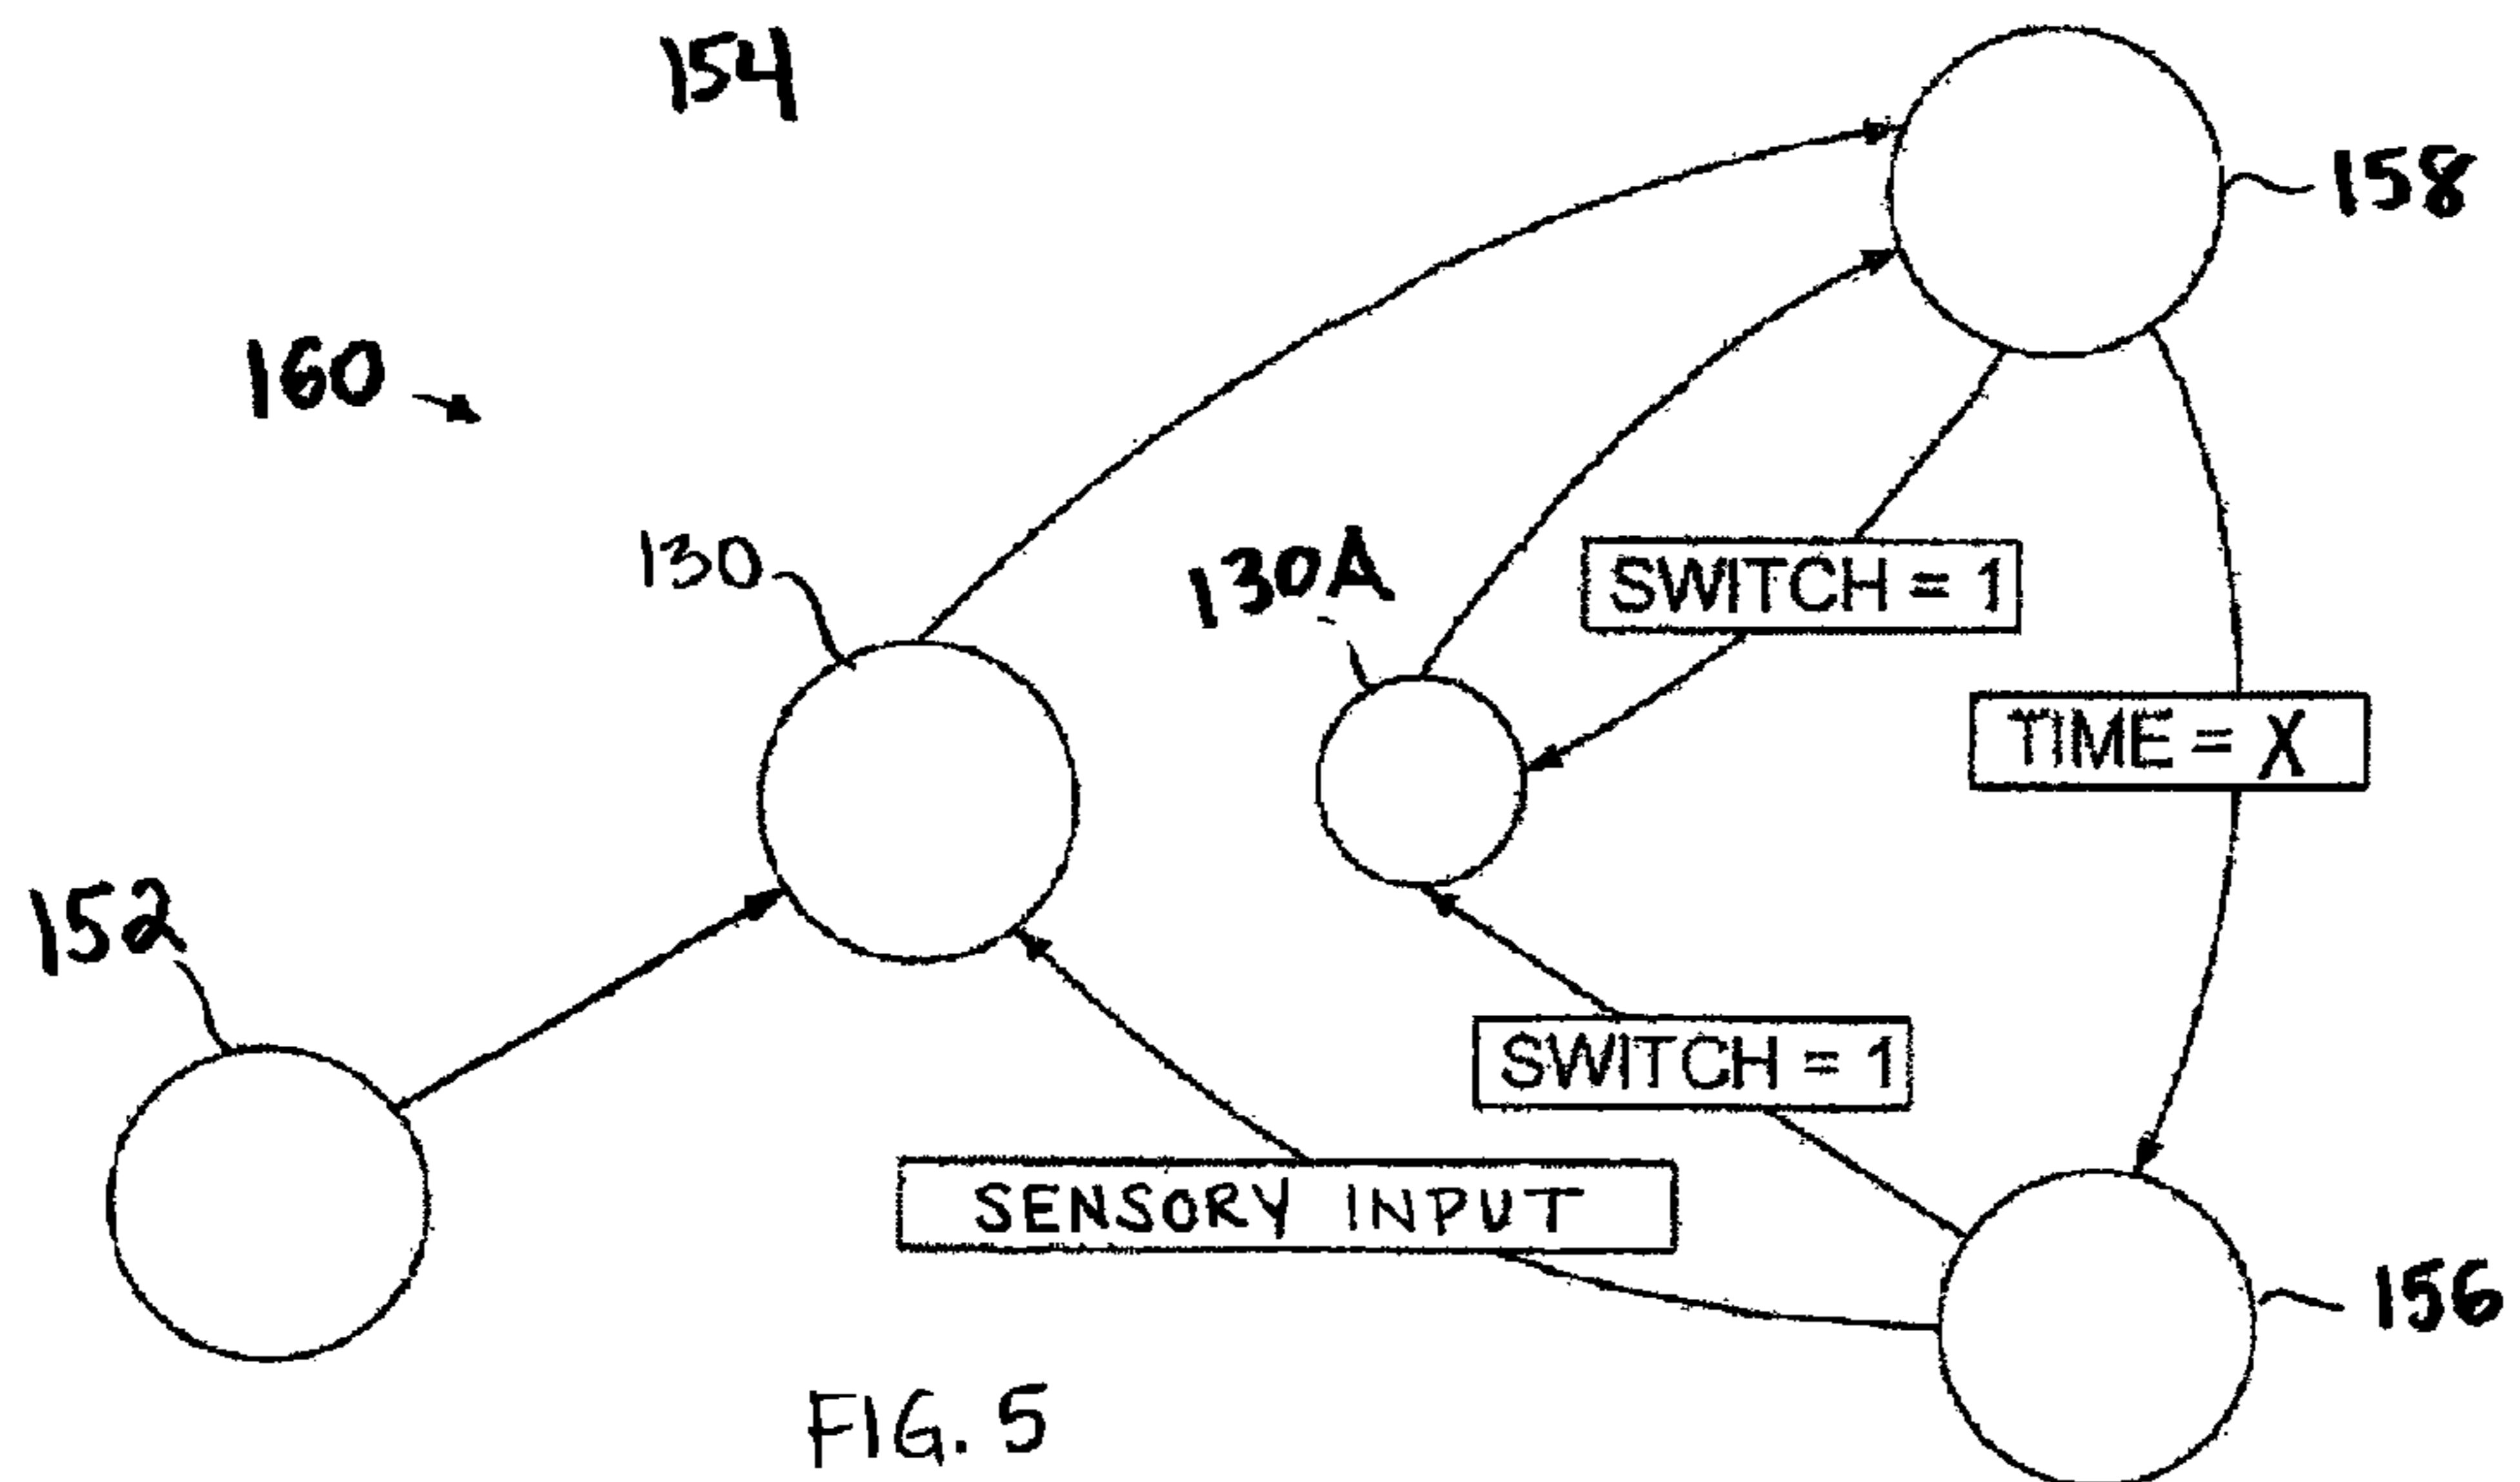 154
158
160
130
130A
SWITCH = 1
TIME = X
152
SWITCH = 1
SENSORY INPUT
156
FIG. 5